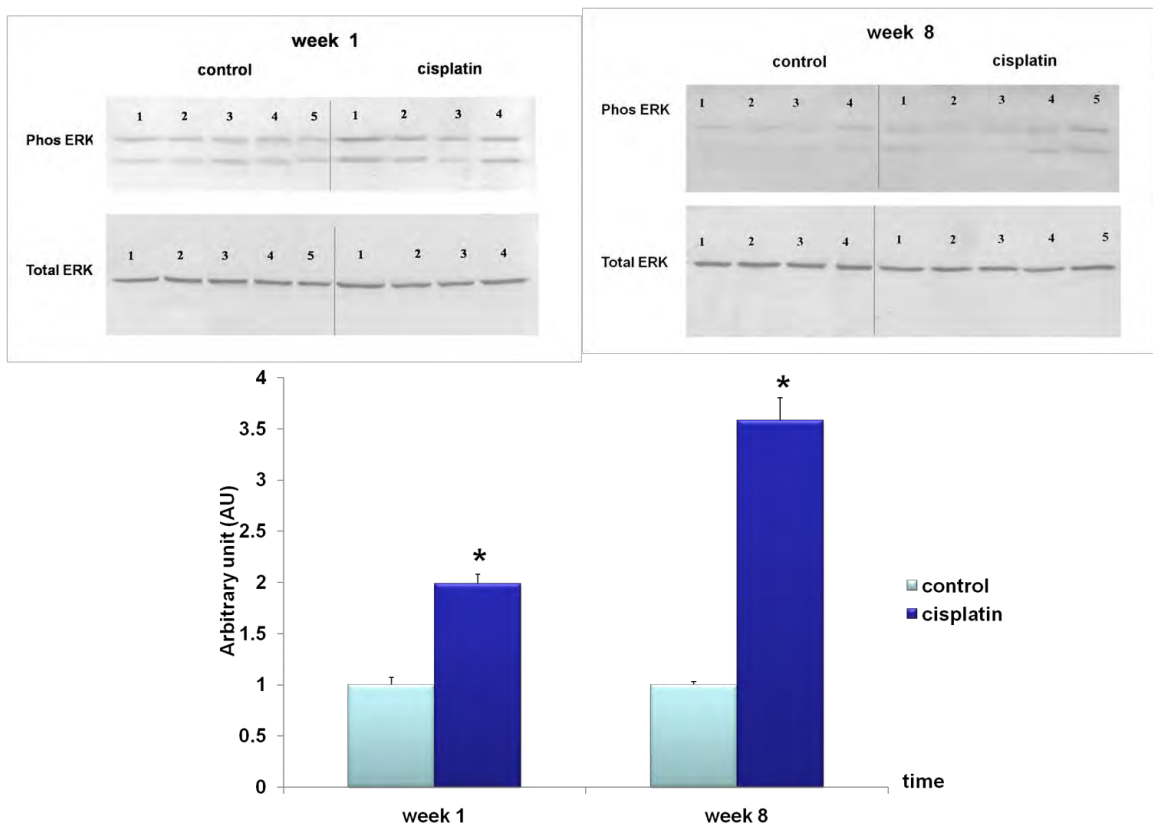 week 1
control cisplatin
Phos ERK
1 2 3 4 5 1 2 3 4
Total ERK
1 2 3 4 5 1 2 3 4
week 8
control cisplatin
Phos ERK
1 2 3 4 1 2 3 4 5
Total ERK
1 2 3 4 1 2 3 4 5
Arbitrary unit (AU)
4
3.5
3
2.5
2
1.5
1
0.5
0
*
*
control
cisplatin
time
week 1 week 8